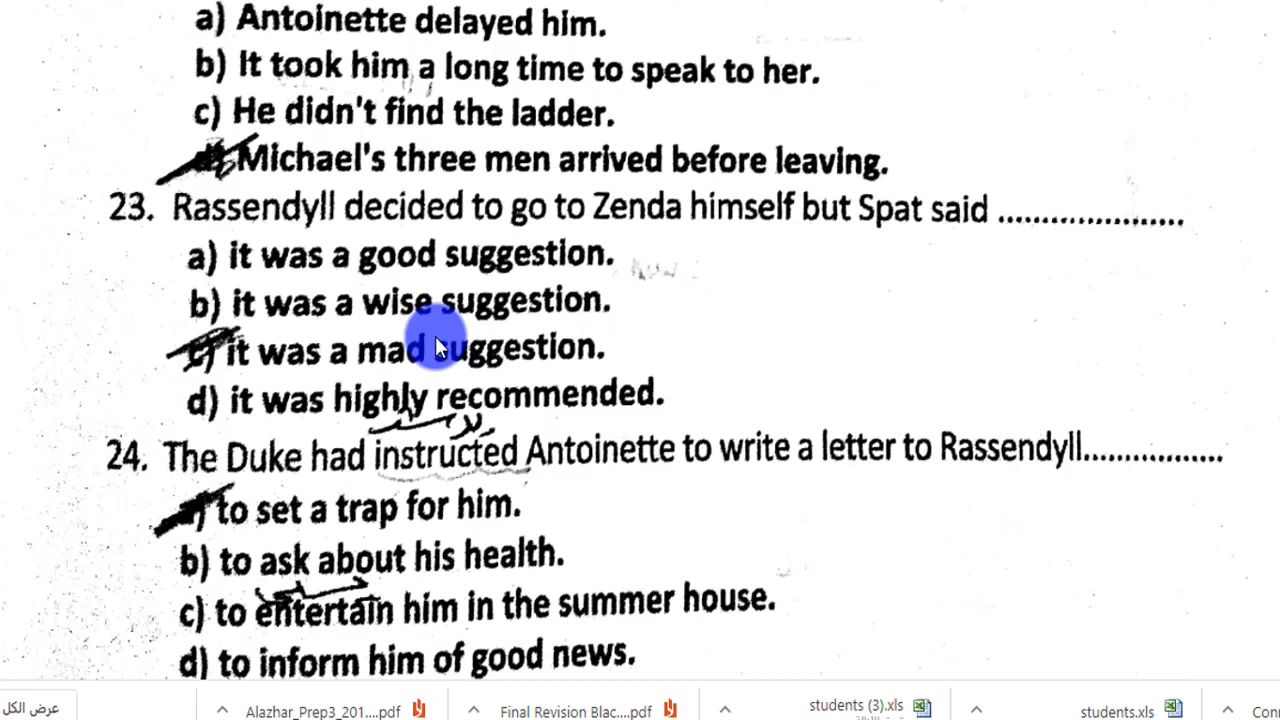 a) Antoinette delayed him.
b) It took him a long time to speak to her.
c) He didn't find the ladder.
Michael's three men arrived before leaving.
23. Rassendyll decided to go to Zenda himself but Spat said ......................
a) it was a good suggestion.
b) it was a wise suggestion.
c) it was a mad suggestion.
d) it was highly recommended.
24. The Duke had instructed Antoinette to write a letter to Rassendyll.................
a) to set a trap for him.
b) to ask about his health.
c) to entertain him in the summer house.
d) to inform him of good news.
عرض الكل Alazhar_Prep3_201....pdf Final Revision Blac....pdf students (3).xls students.xls